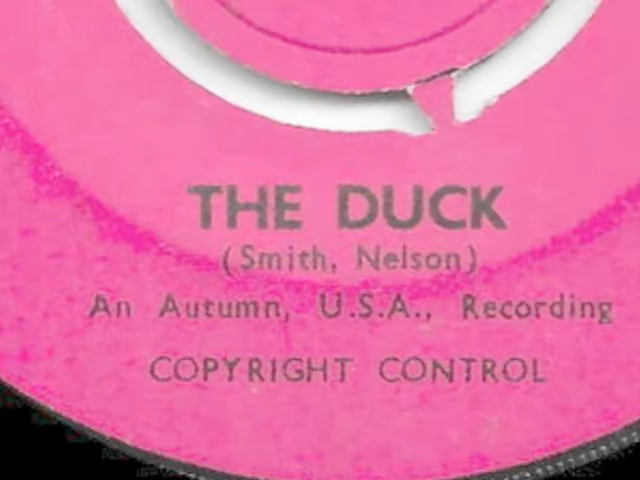 THE DUCK
(Smith, Nelson)
An Autumn, U.S.A., Recording
COPYRIGHT CONTROL